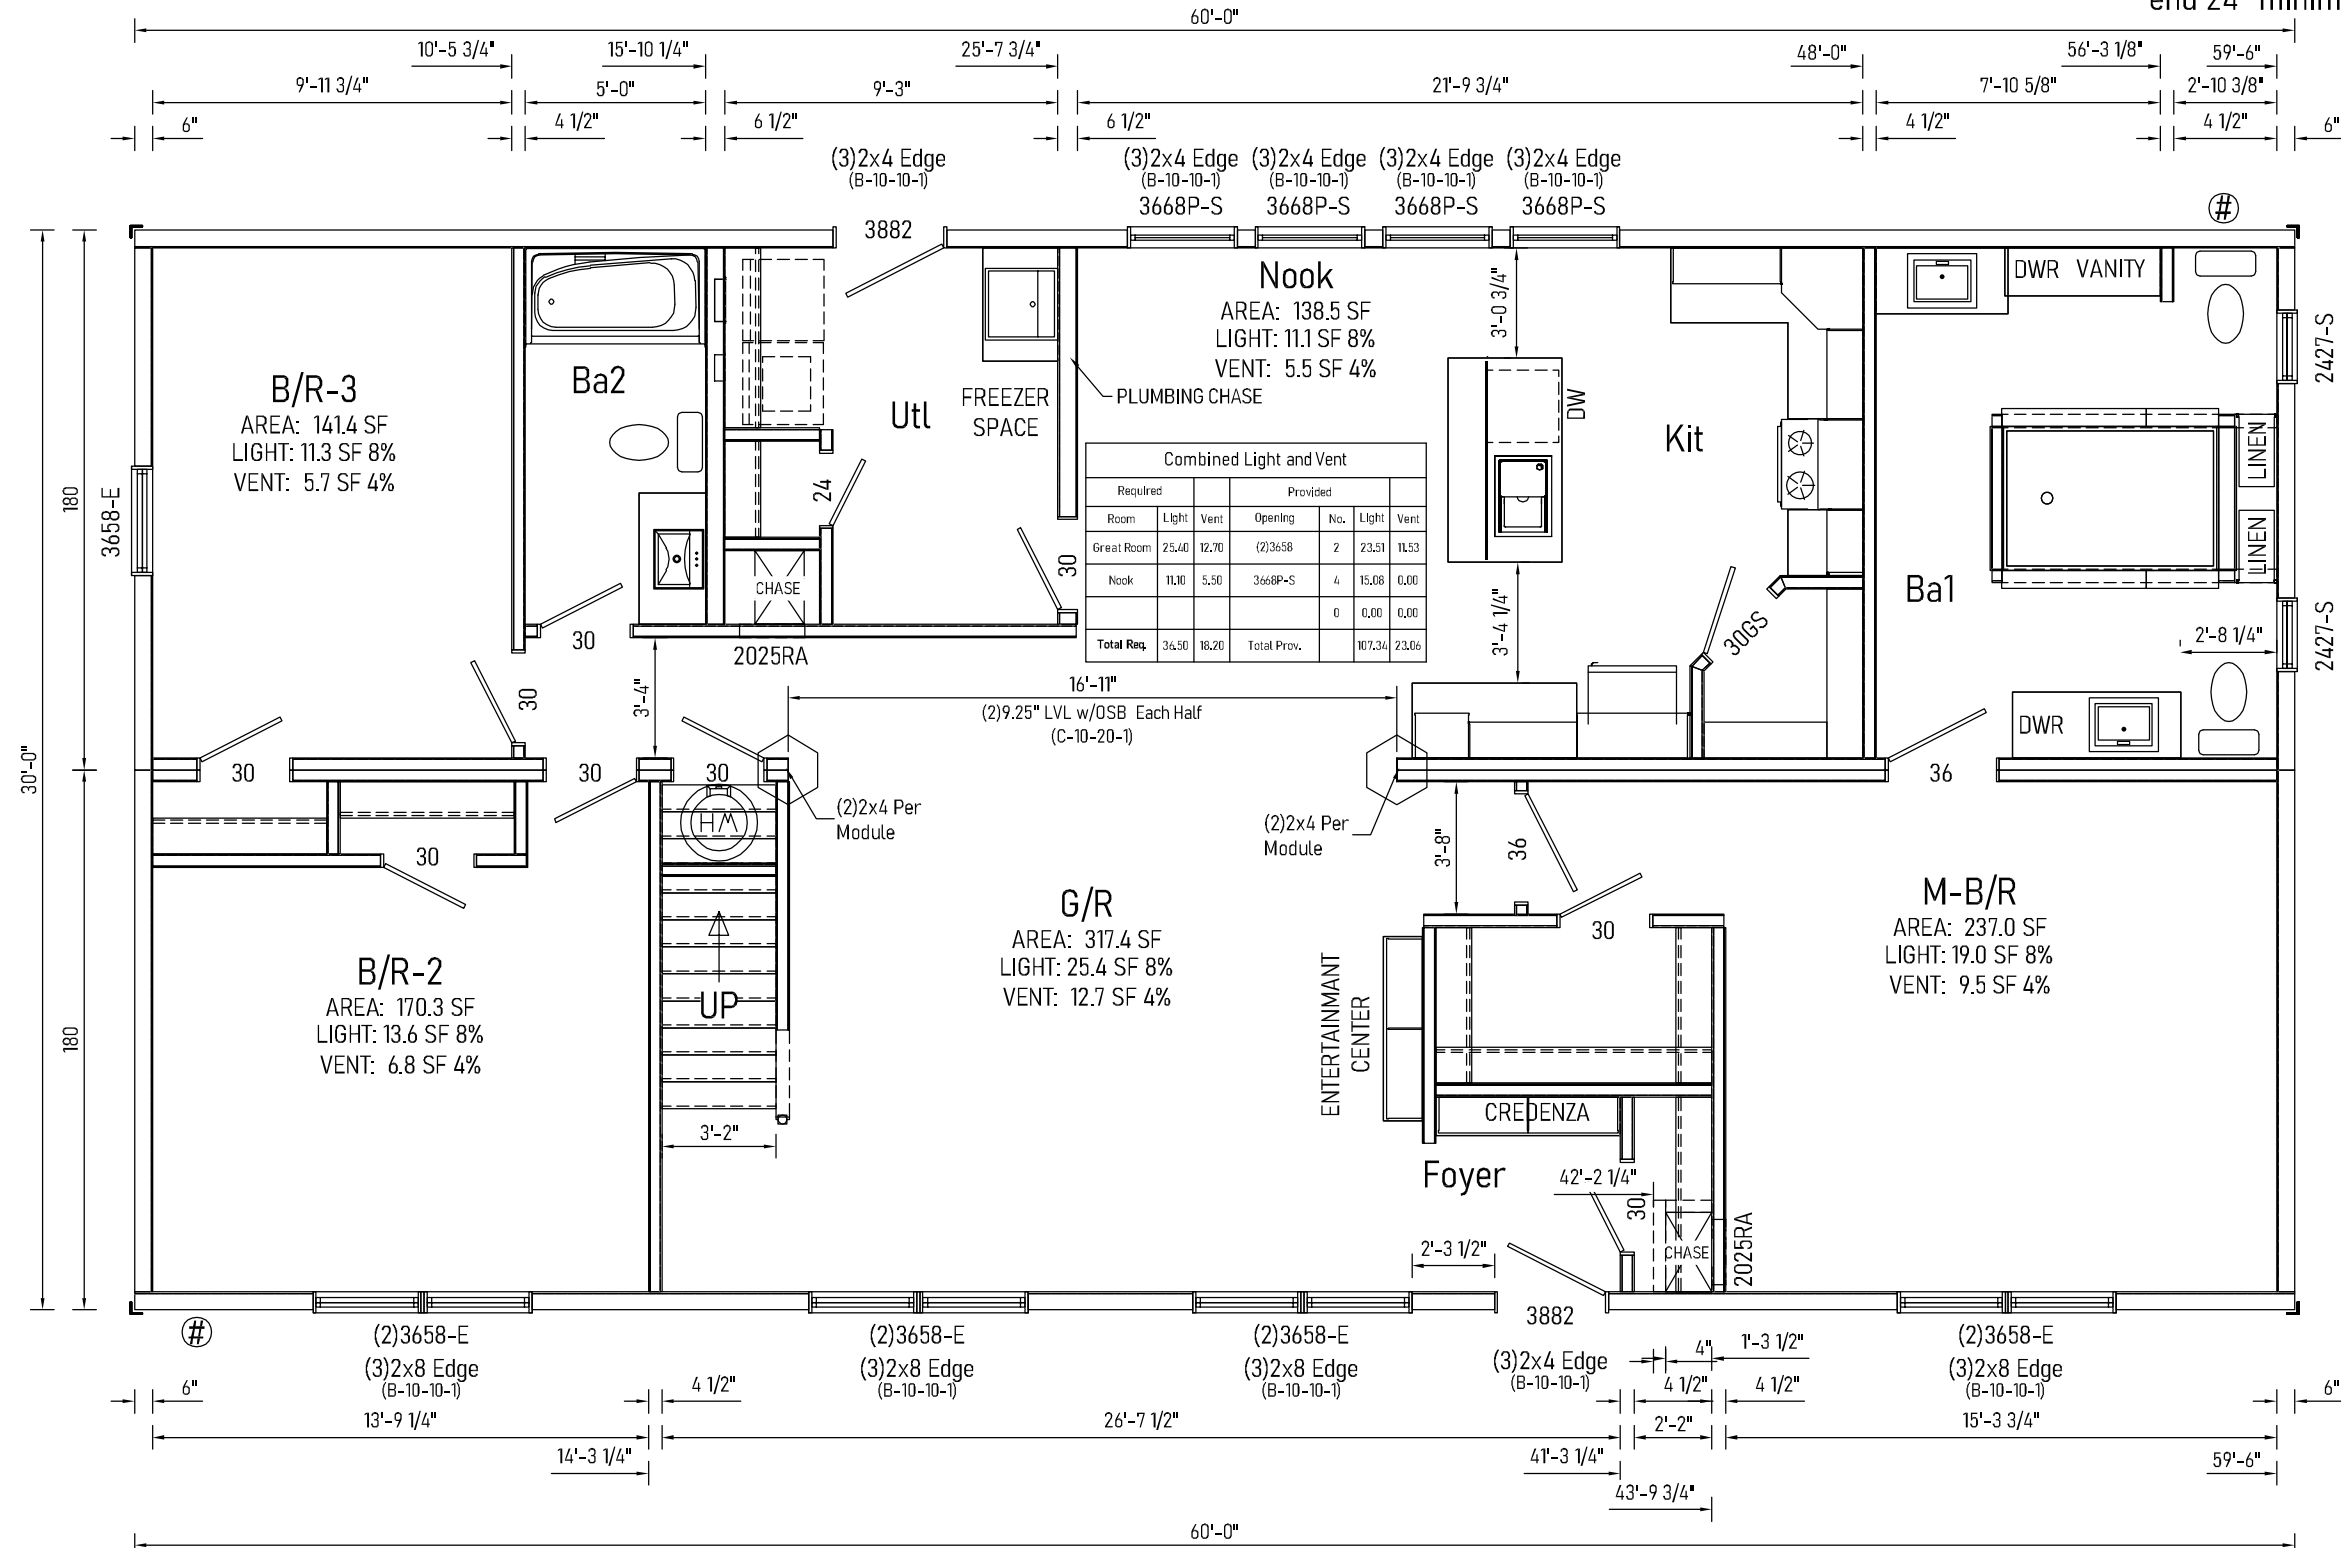 end 24" minim
60'-0"
10'-5 3/4"
15'-10 1/4"
25'-7 3/4"
48'-0"
56'-3 1/8"
59'-6"
9'-11 3/4"
5'-0"
9'-3"
21'-9 3/4"
7'-10 5/8"
2'-10 3/8"
6"
4 1/2"
6 1/2"
6 1/2"
4 1/2"
4 1/2"
6"
(3)2x4 Edge
(B-10-10-1)
(3)2x4 Edge (3)2x4 Edge (3)2x4 Edge (3)2x4 Edge
(B-10-10-1) (B-10-10-1) (B-10-10-1) (B-10-10-1)
3668P-S 3668P-S 3668P-S 3668P-S
3882
#
30'-0"
180
180
3658-E
B/R-3
AREA: 141.4 SF
LIGHT: 11.3 SF 8%
VENT: 5.7 SF 4%
Ba2
Utl
FREEZER
SPACE
PLUMBING CHASE
24
CHASE
30
30
30
2025RA
3'-4"
Nook
AREA: 138.5 SF
LIGHT: 11.1 SF 8%
VENT: 5.5 SF 4%
3'-0 3/4"
DW
Kit
3'-4 1/4"
30GS
Combined Light and Vent
Required Provided
Room Light Vent Opening No. Light Vent
Great Room 25.40 12.70 (2)3658 2 23.51 11.53
Nook 11.10 5.50 3668P-S 4 15.08 0.00
0 0.00 0.00
Total Req. 36.50 18.20 Total Prov. 107.34 23.06
16'-11"
(2)9.25" LVL w/OSB Each Half
(C-10-20-1)
DWR VANITY
2427-S
LINEN
LINEN
Ba1
2'-8 1/4"
2427-S
DWR
36
30
30
30
30
WH
(2)2x4 Per
Module
(2)2x4 Per
Module
3'-8"
36
30
B/R-2
AREA: 170.3 SF
LIGHT: 13.6 SF 8%
VENT: 6.8 SF 4%
UP
3'-2"
G/R
AREA: 317.4 SF
LIGHT: 25.4 SF 8%
VENT: 12.7 SF 4%
ENTERTAINMANT
CENTER
CREDENZA
Foyer
42'-2 1/4"
30
CHASE
2025RA
2'-3 1/2"
M-B/R
AREA: 237.0 SF
LIGHT: 19.0 SF 8%
VENT: 9.5 SF 4%
#
(2)3658-E
(3)2x8 Edge
(B-10-10-1)
(2)3658-E
(3)2x8 Edge
(B-10-10-1)
(2)3658-E
(3)2x8 Edge
(B-10-10-1)
3882
(3)2x4 Edge
(B-10-10-1)
(2)3658-E
(3)2x8 Edge
(B-10-10-1)
4"
1'-3 1/2"
6"
4 1/2"
4 1/2"
4 1/2"
6"
13'-9 1/4"
26'-7 1/2"
2'-2"
15'-3 3/4"
14'-3 1/4"
41'-3 1/4"
59'-6"
43'-9 3/4"
60'-0"